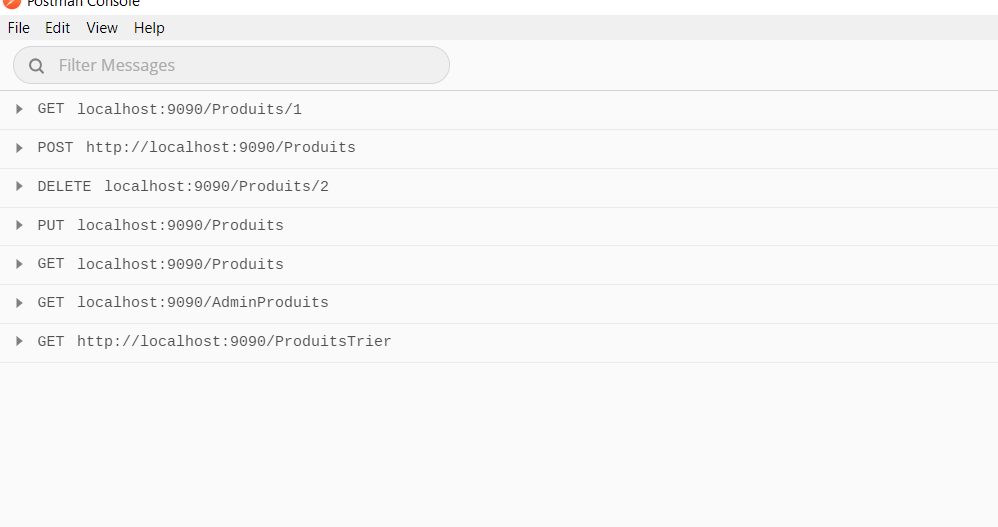 Postman Console
File Edit View Help
Filter Messages
GET localhost:9090/Produits/1
POST http://localhost:9090/Produits
DELETE localhost:9090/Produits/2
PUT localhost:9090/Produits
GET localhost:9090/Produits
GET localhost:9090/AdminProduits
GET http://localhost:9090/ProduitsTrier